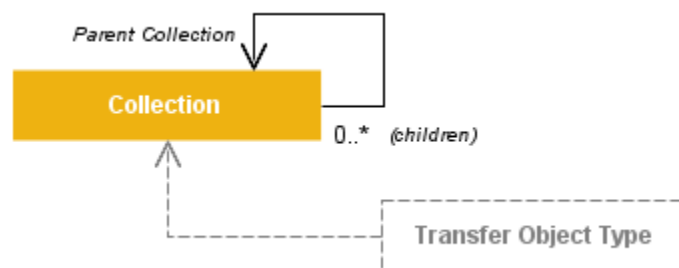 Parent Collection
Collection
0..* (children)
Transfer Object Type